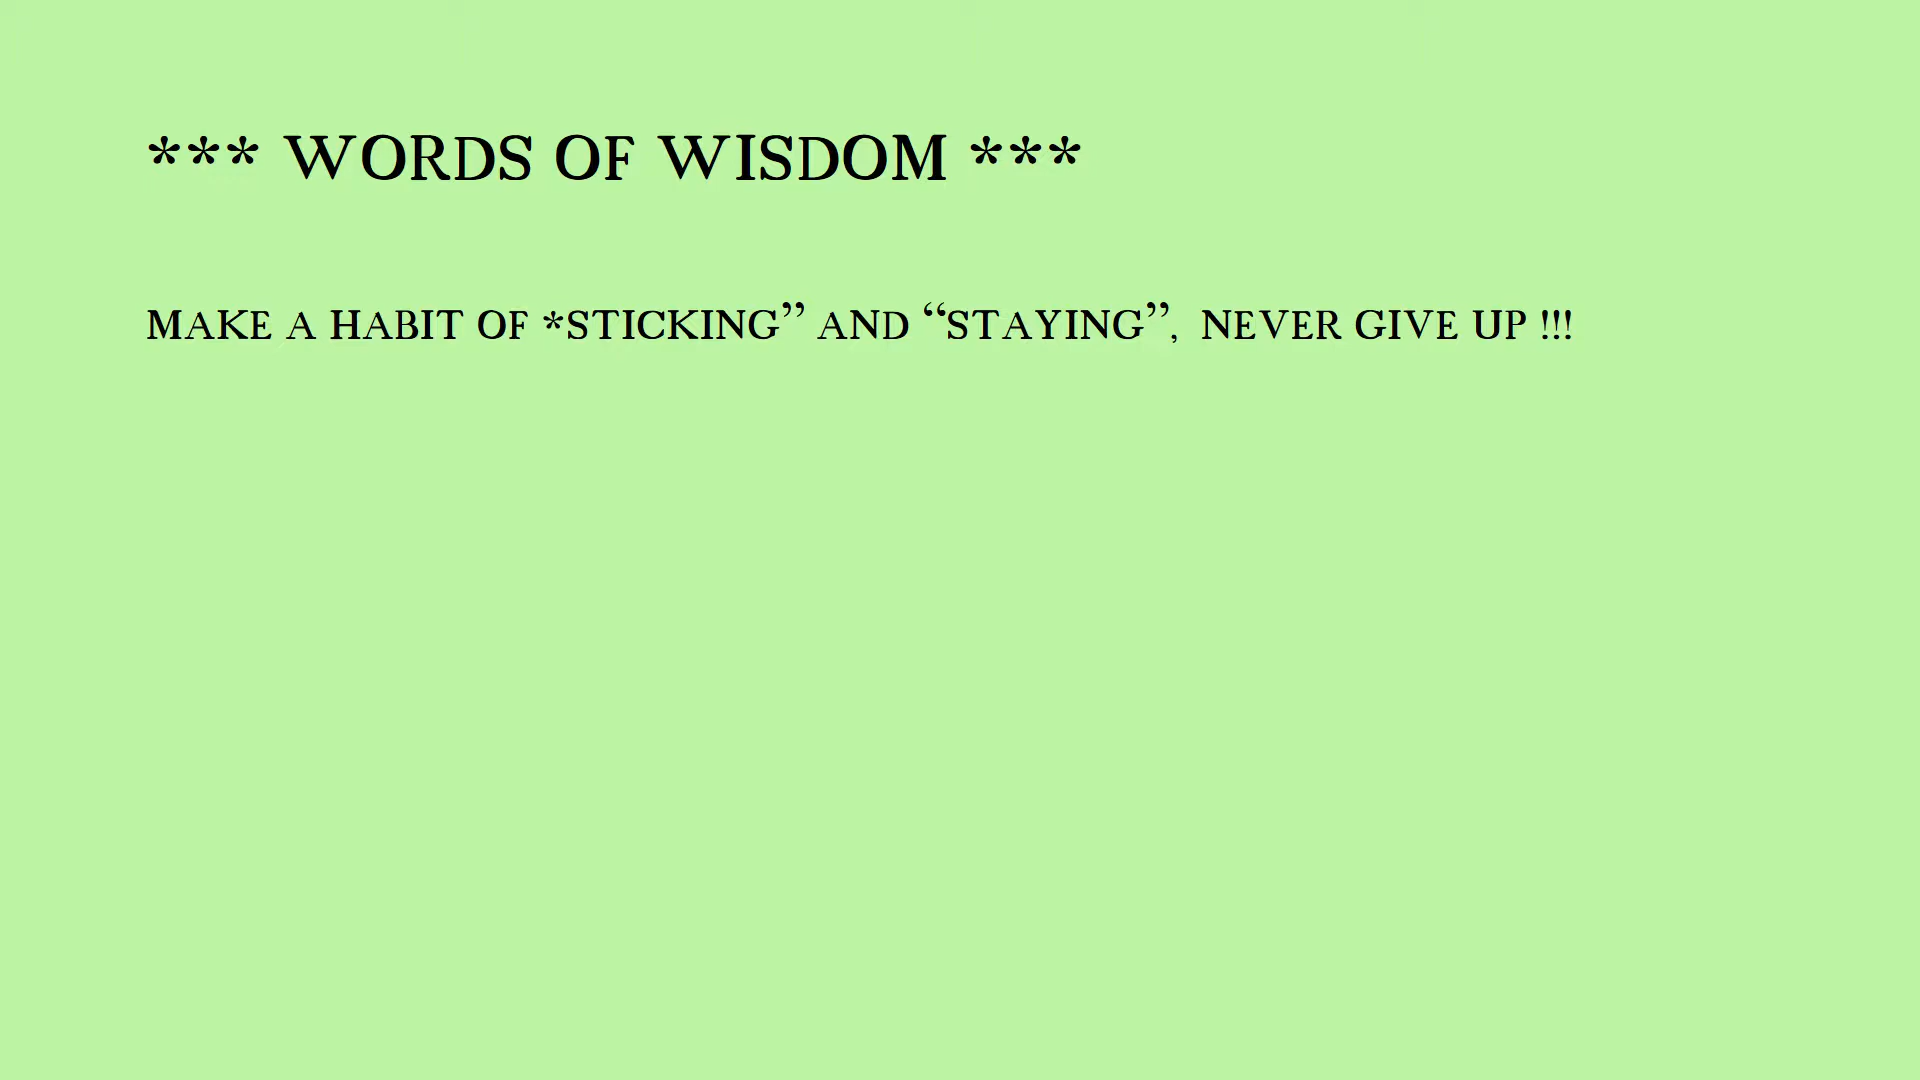 *** WORDS OF WISDOM ***
MAKE A HABIT OF *STICKING” AND “STAYING”,  NEVER GIVE UP !!!